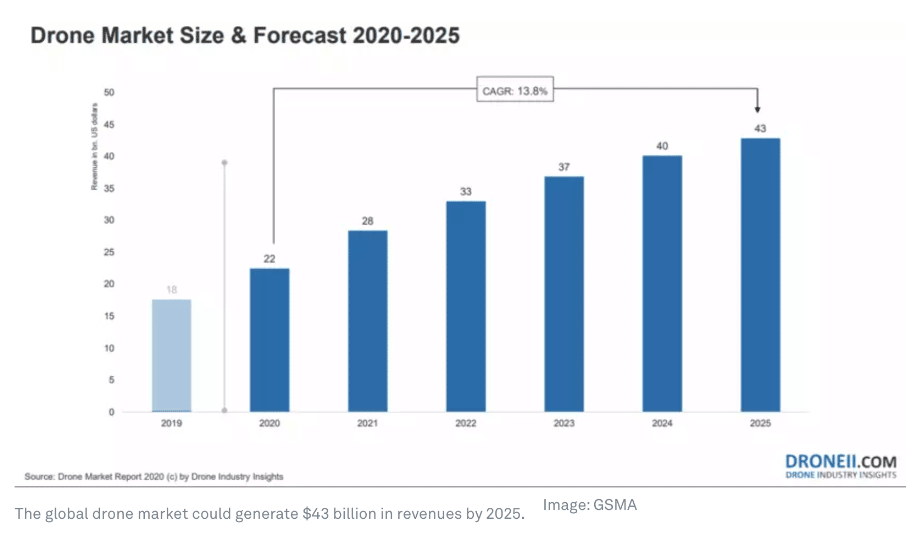 Drone Market Size & Forecast 2020-2025
CAGR: 13.8%
Revenue in bn. US dollars
50
45
40
35
30
25
20
15
10
5
0
18
22
28
33
37
40
43
2019 2020 2021 2022 2023 2024 2025
Source: Drone Market Report 2020 (c) by Drone Industry Insights
DRONEII.COM
DRONE INDUSTRY INSIGHTS
The global drone market could generate $43 billion in revenues by 2025. Image: GSMA